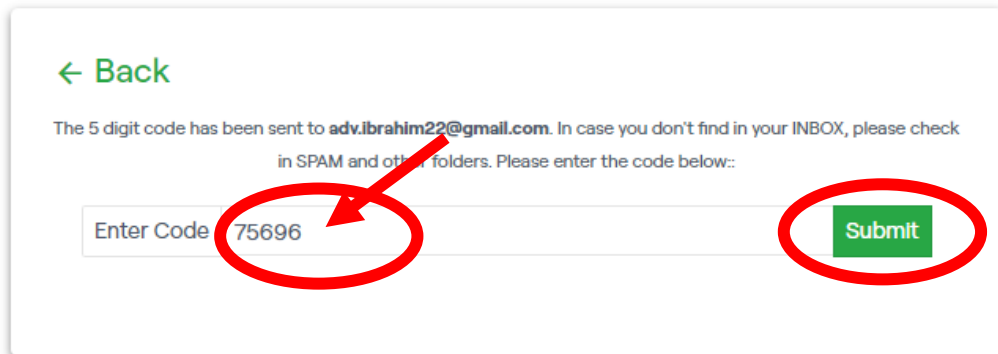 ← Back
The 5 digit code has been sent to adv.ibrahim22@gmail.com. In case you don't find in your INBOX, please check
in SPAM and other folders. Please enter the code below::
Enter Code 75696 Submit